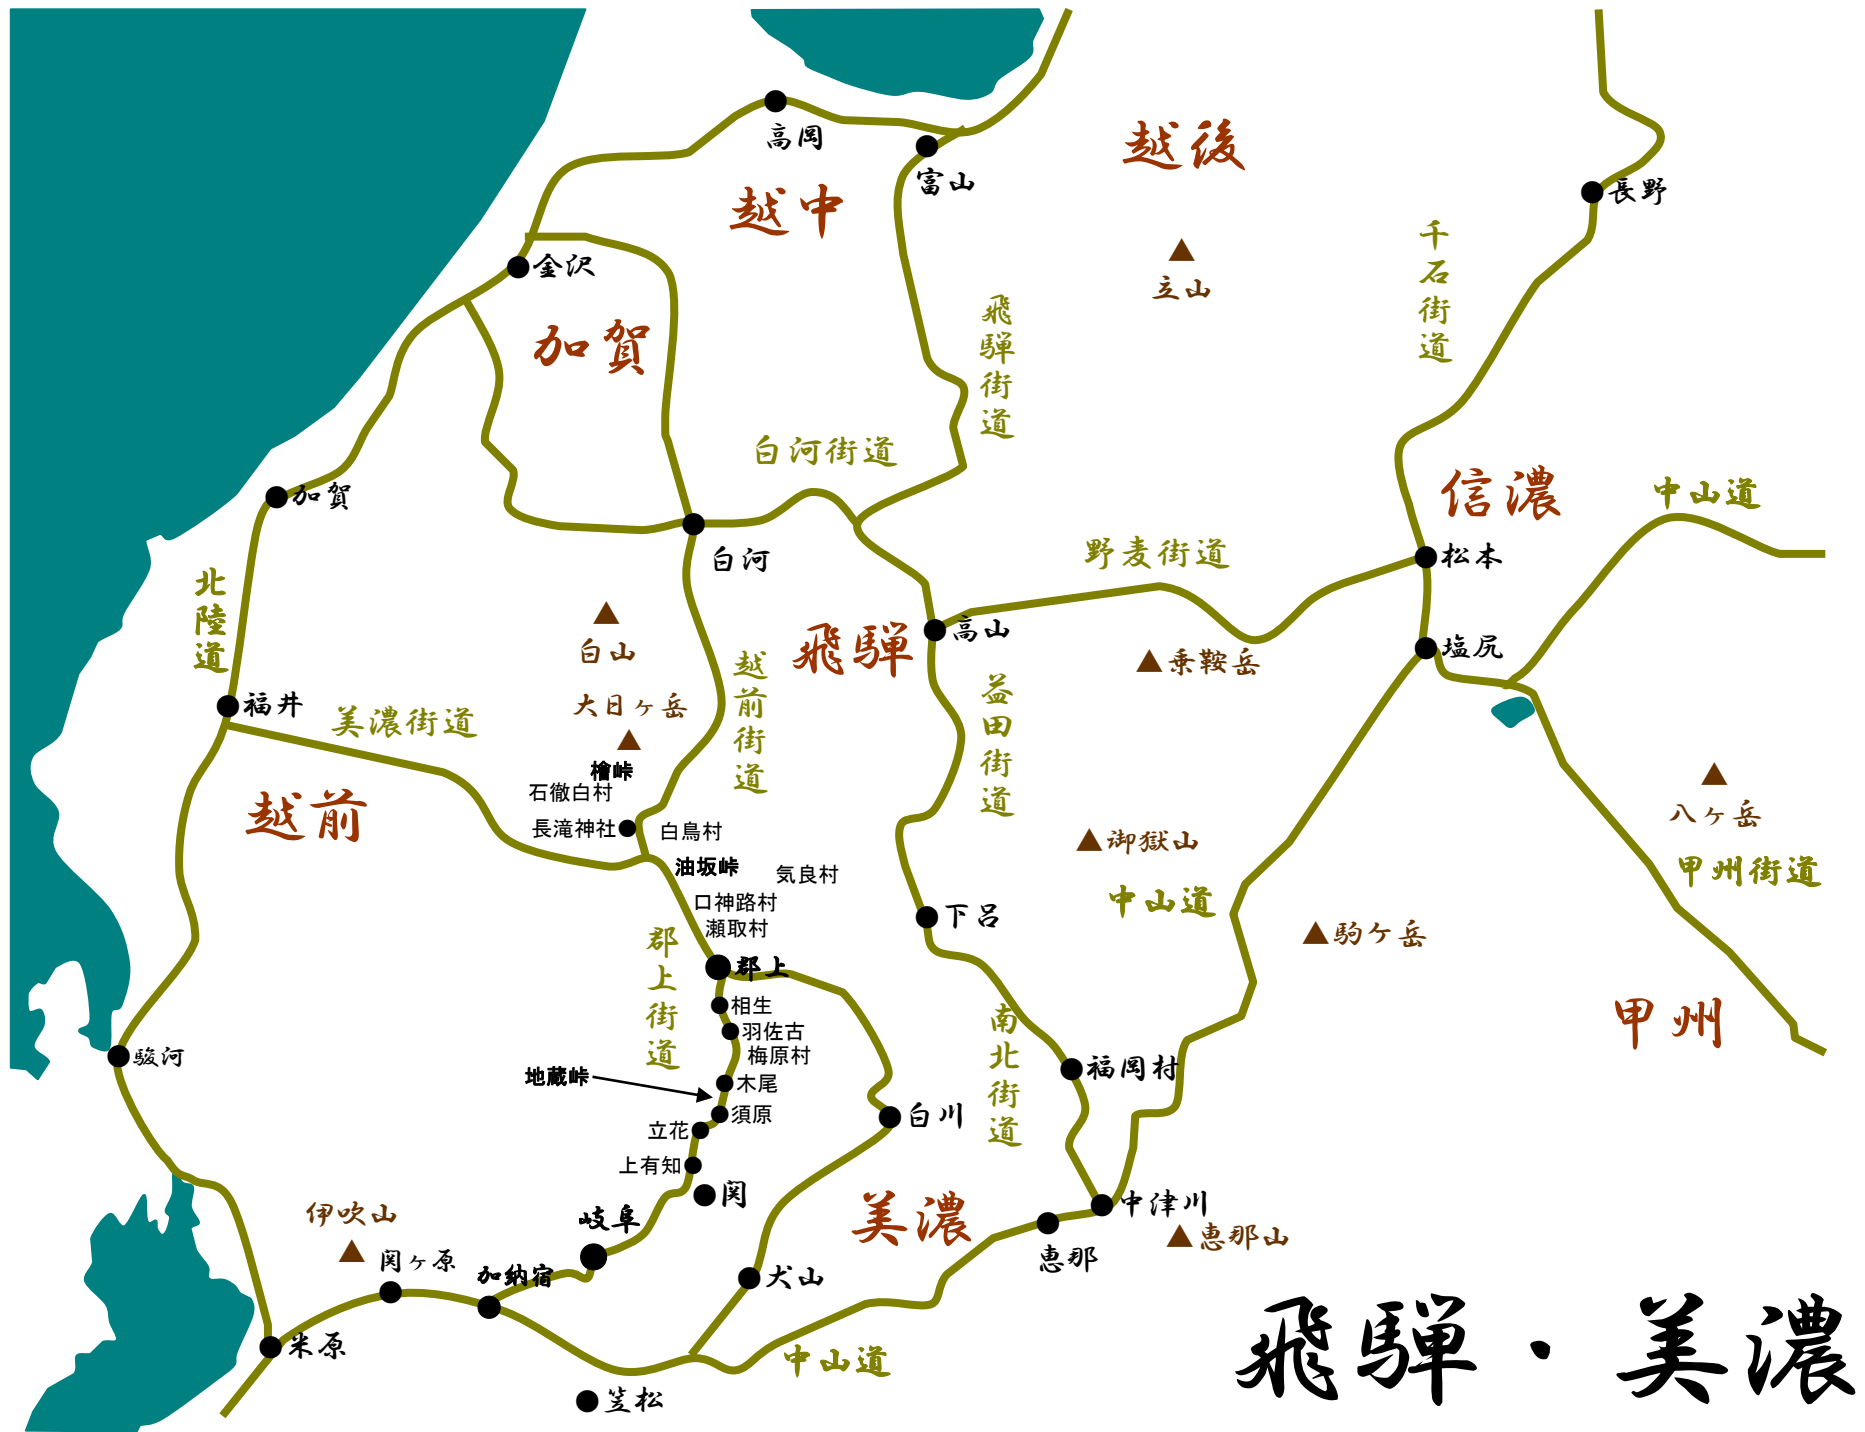 高岡
越後
富山
長野
越中
千石街道
金沢
立山
飛騨街道
加賀
白河街道
信濃
中山道
加賀
白河
野麦街道
松本
北陸道
白山
飛騨
高山
乗鞍岳
塩尻
福井
美濃街道
大日ヶ岳
越前街道
益田街道
檜峠
石徹白村
越前
長滝神社
白鳥村
油坂峠
気良村
御嶽山
八ヶ岳
甲州街道
口神路村
瀬取村
中山道
下呂
駒ケ岳
郡上街道
郡上
相生
羽佐古
梅原村
南北街道
甲州
駿河
地蔵峠
木尾
福岡村
須原
立花
白川
上有知
関
伊吹山
岐阜
美濃
中津川
恵那山
関ヶ原
加納宿
犬山
恵那
米原
中山道
笠松
飛騨・美濃